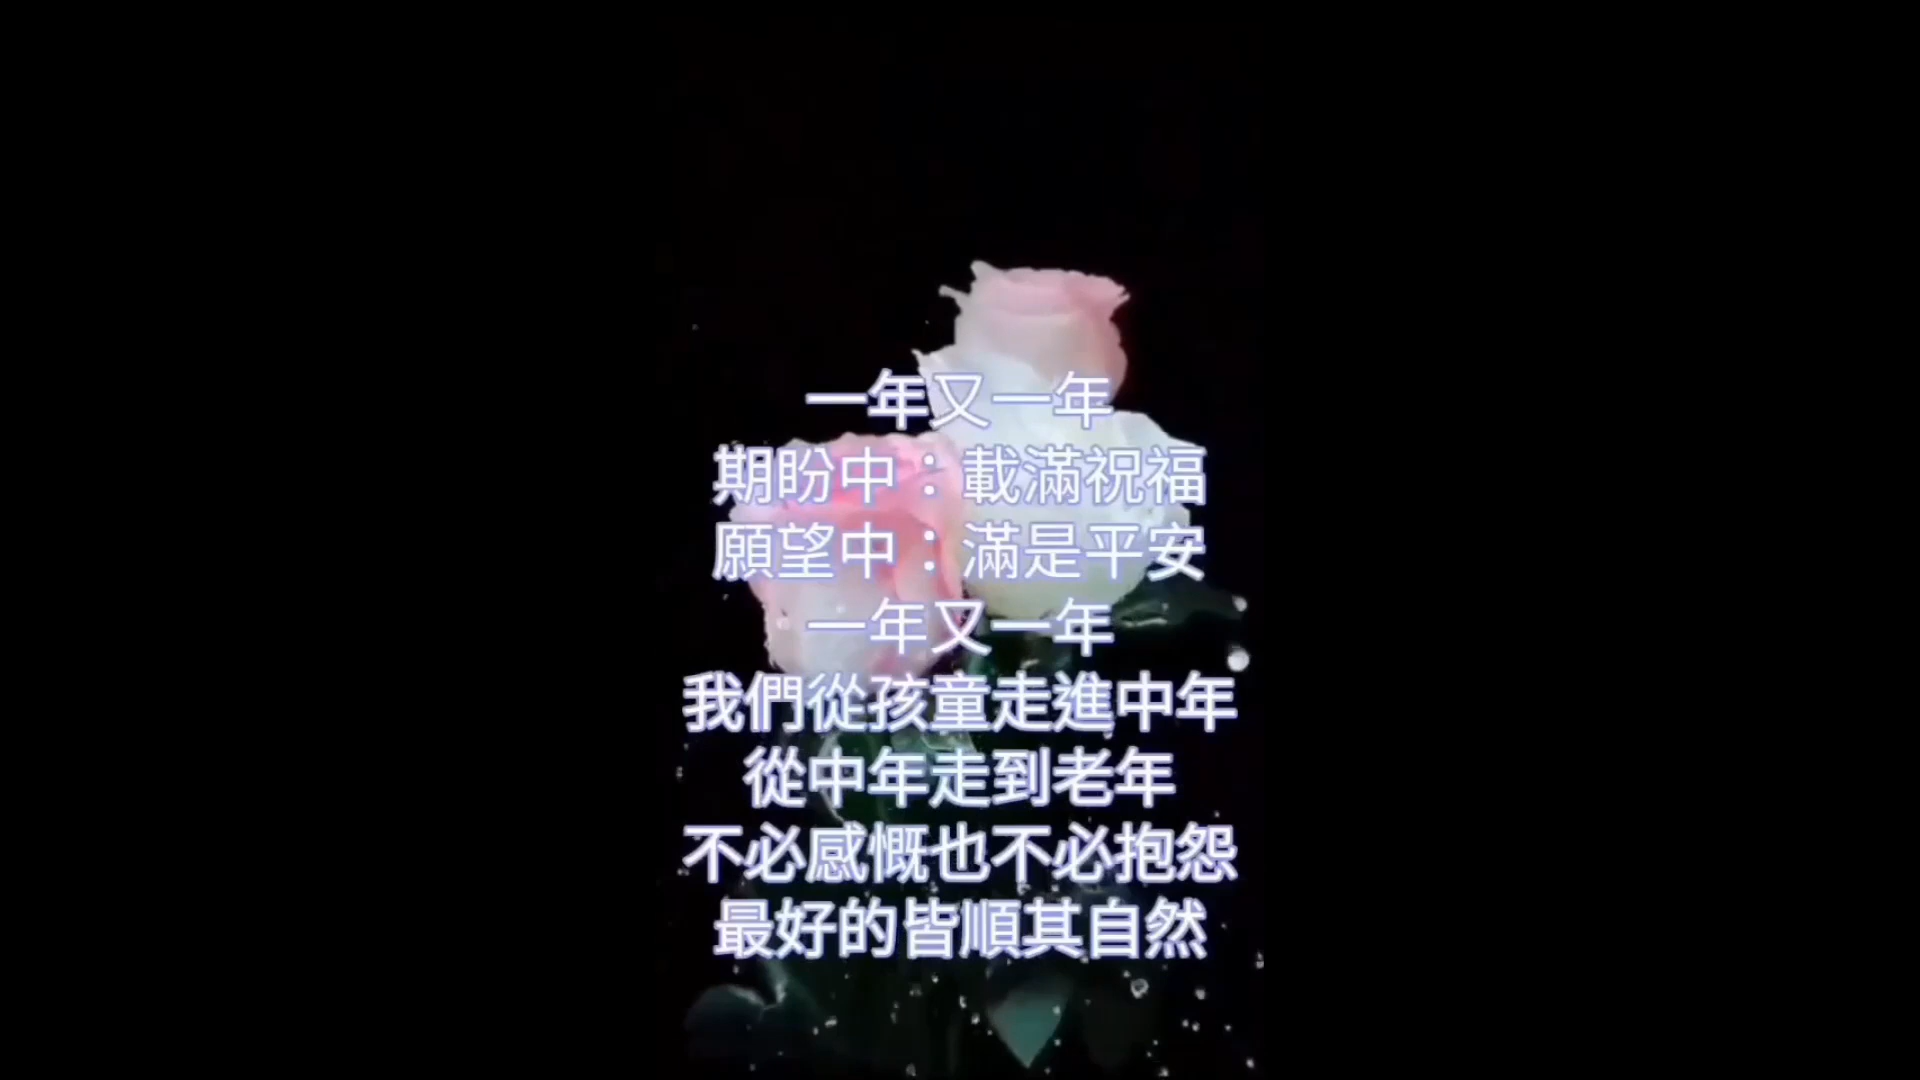 一年又一年
期盼中：載滿祝福
願望中：滿是平安
一年又一年
我們從孩童走進中年
從中年走到老年
不必感慨也不必抱怨
最好的皆順其自然